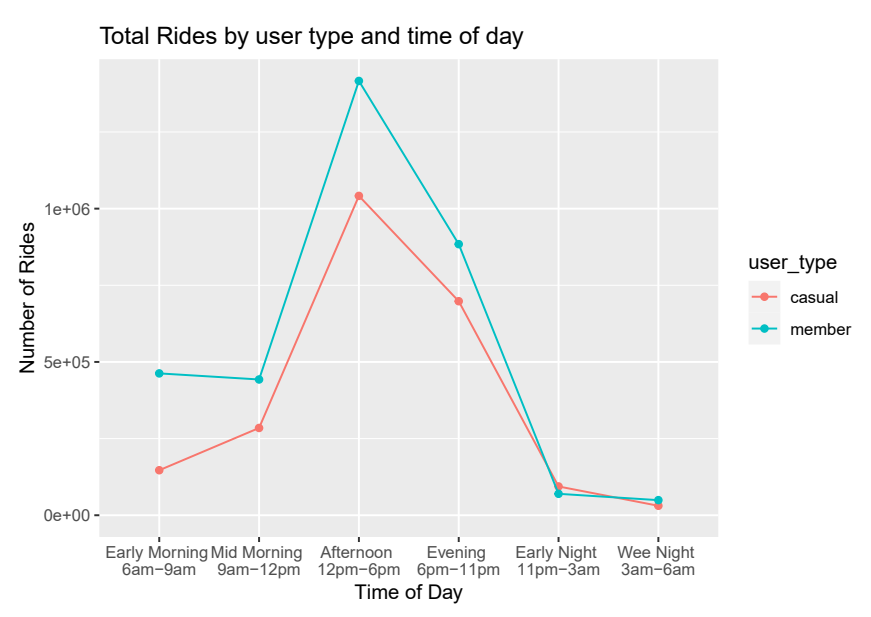 Total Rides by user type and time of day
Number of Rides
1e+06
5e+05
0e+00
Early Morning Mid Morning Afternoon Evening Early Night Wee Night
6am−9am 9am−12pm 12pm−6pm 6pm−11pm 11pm−3am 3am−6am
Time of Day
user_type
casual
member